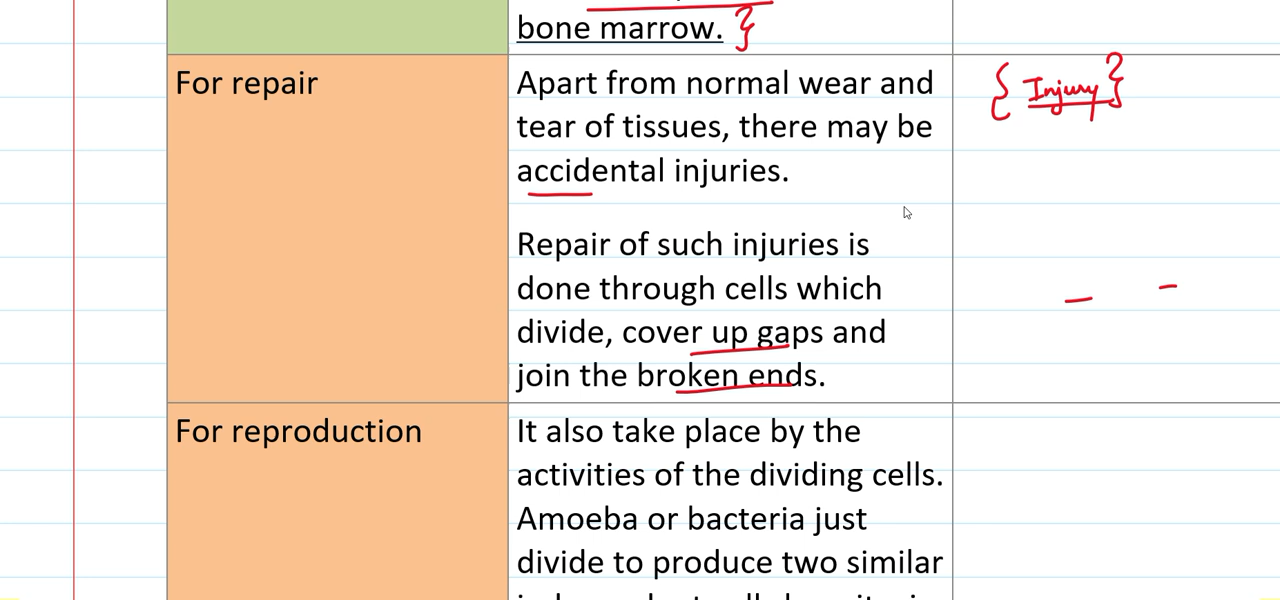 bone marrow. }
For repair
Apart from normal wear and
tear of tissues, there may be
accidental injuries.
{ Injury }
Repair of such injuries is
done through cells which
divide, cover up gaps and
join the broken ends.
For reproduction
It also take place by the
activities of the dividing cells.
Amoeba or bacteria just
divide to produce two similar